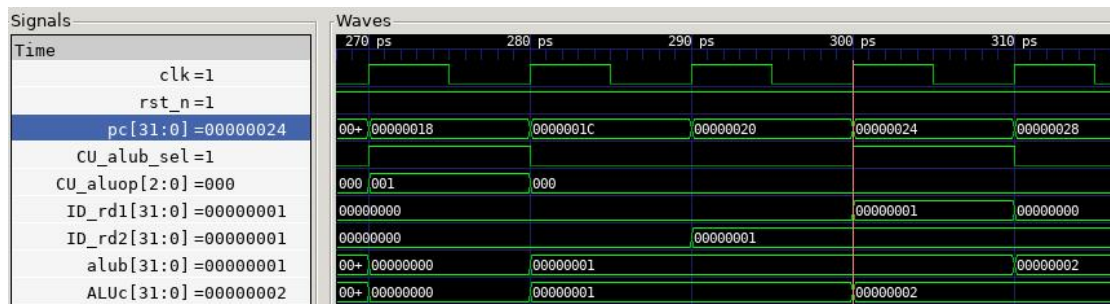 Signals Waves
Time 270 ps 280 ps 290 ps 300 ps 310 ps
clk =1
rst_n =1
pc[31:0] =00000024 00+ 00000018 0000001C 00000020 00000024 00000028
CU_alub_sel =1
CU_aluop[2:0] =000 000 001 000
ID_rd1[31:0] =00000001 00000000 00000001 00000000
ID_rd2[31:0] =00000001 00000000 00000001
alub[31:0] =00000001 00+ 00000000 00000001 00000002
ALUc[31:0] =00000002 00+ 00000000 00000001 00000002